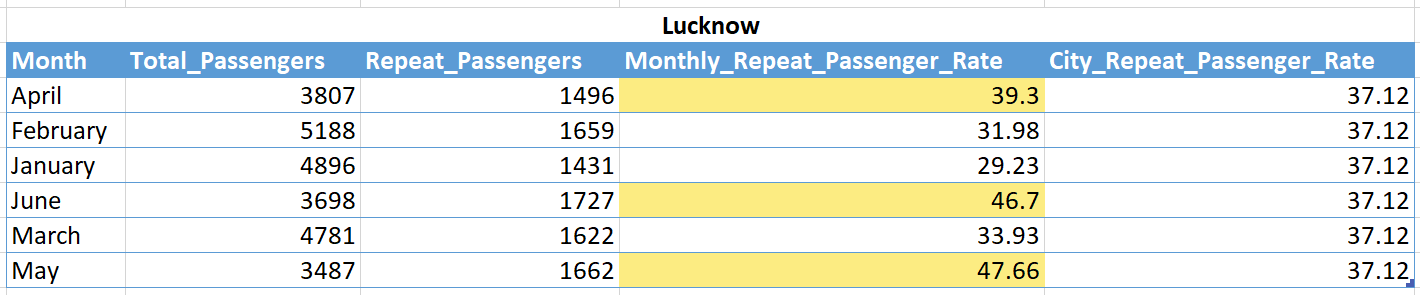 Lucknow
Month Total_Passengers Repeat_Passengers Monthly_Repeat_Passenger_Rate City_Repeat_Passenger_Rate
April 3807 1496 39.3 37.12
February 5188 1659 31.98 37.12
January 4896 1431 29.23 37.12
June 3698 1727 46.7 37.12
March 4781 1622 33.93 37.12
May 3487 1662 47.66 37.12